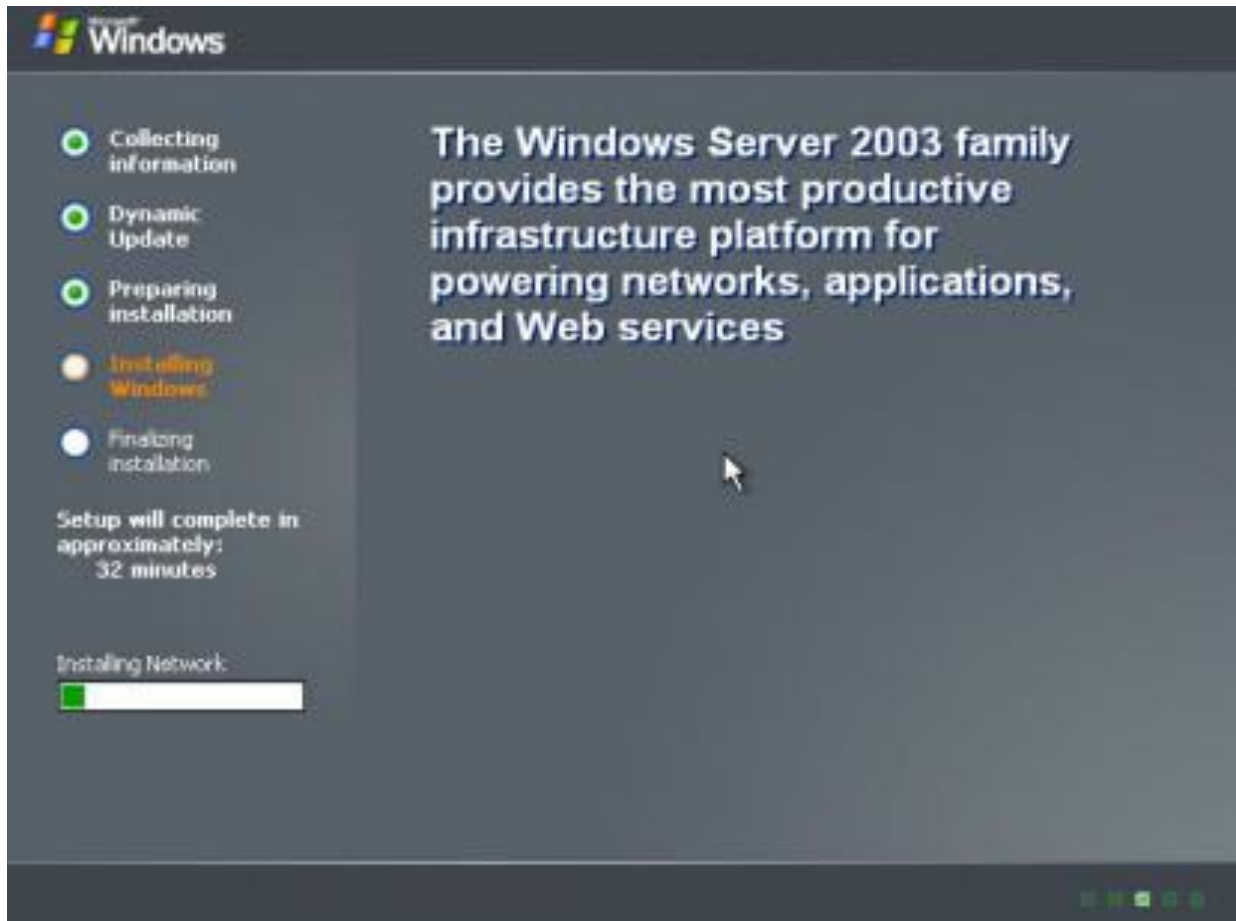 Microsoft
Windows
Collecting
information
Dynamic
Update
Preparing
installation
Installing
Windows
Finalizing
installation
Setup will complete in
approximately:
32 minutes
Installing Network
The Windows Server 2003 family
provides the most productive
infrastructure platform for
powering networks, applications,
and Web services